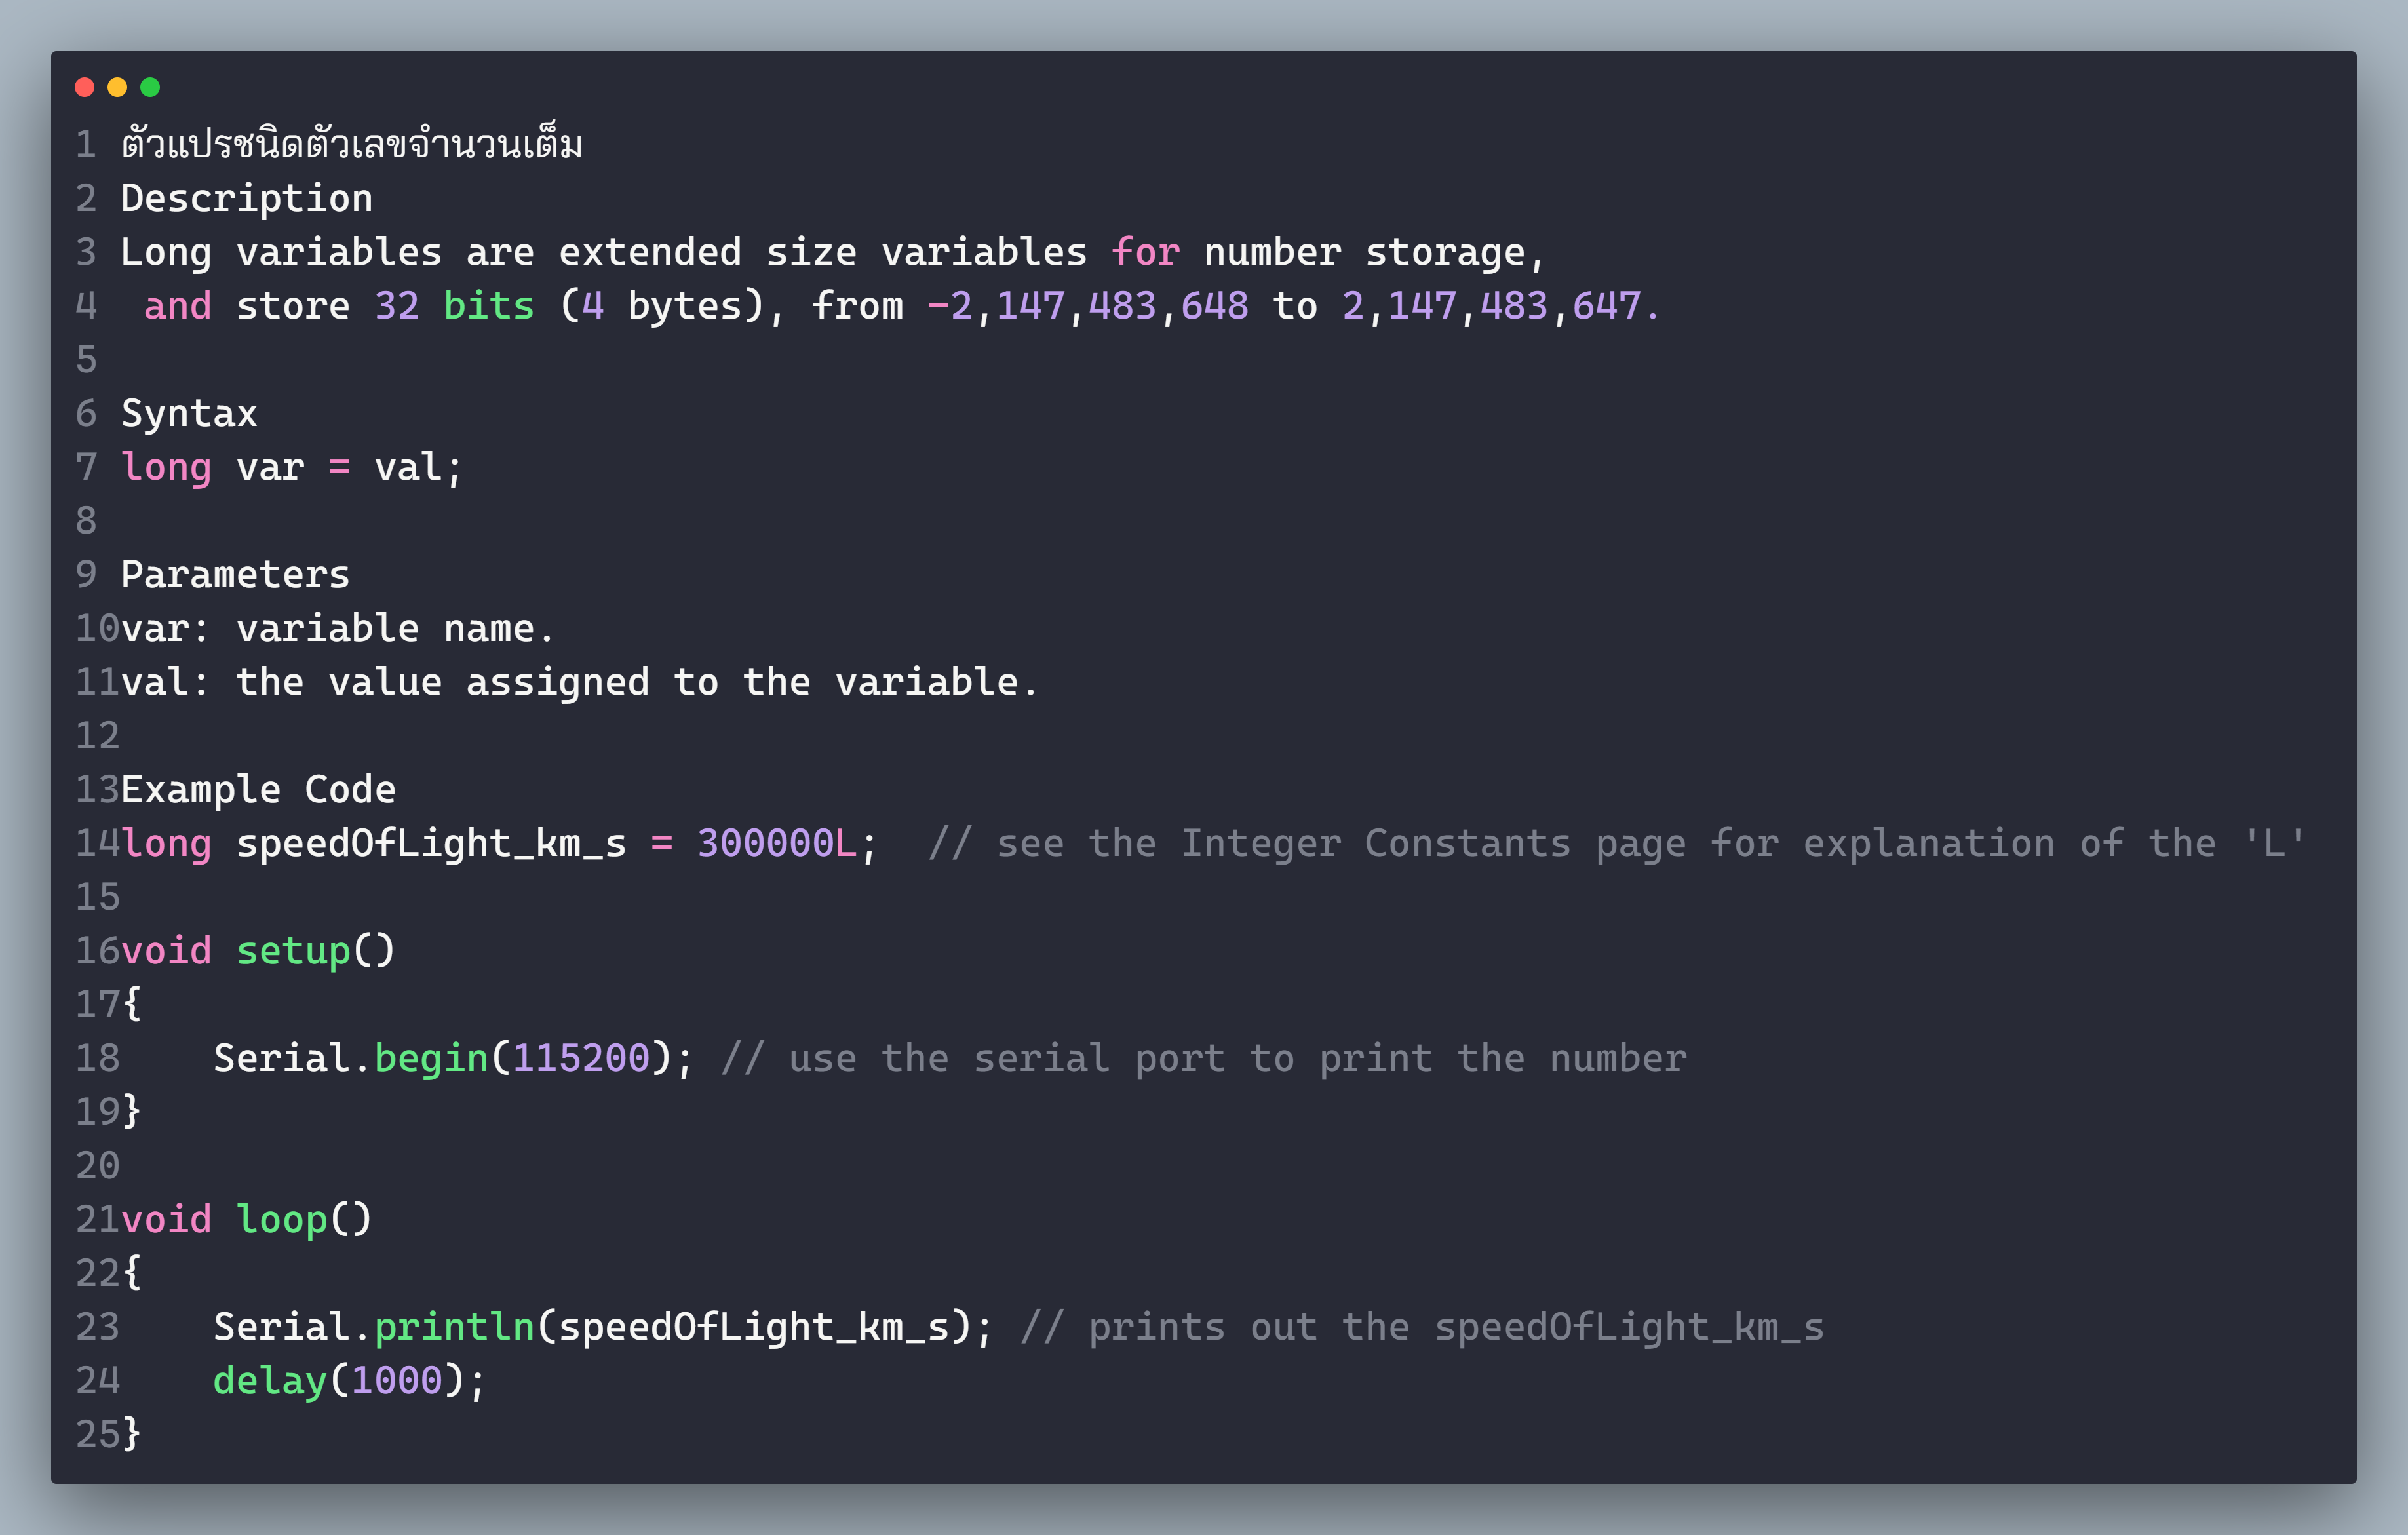 1 ตัวแปรชนิดตัวเลขจำนวนเต็ม
2 Description
3 Long variables are extended size variables for number storage,
4  and store 32 bits (4 bytes), from -2,147,483,648 to 2,147,483,647.
5
6 Syntax
7 long var = val;
8
9 Parameters
10var: variable name.
11val: the value assigned to the variable.
12
13Example Code
14long speedOfLight_km_s = 300000L;  // see the Integer Constants page for explanation of the 'L'
15
16void setup()
17{
18    Serial.begin(115200); // use the serial port to print the number
19}
20
21void loop()
22{
23    Serial.println(speedOfLight_km_s); // prints out the speedOfLight_km_s
24    delay(1000);
25}